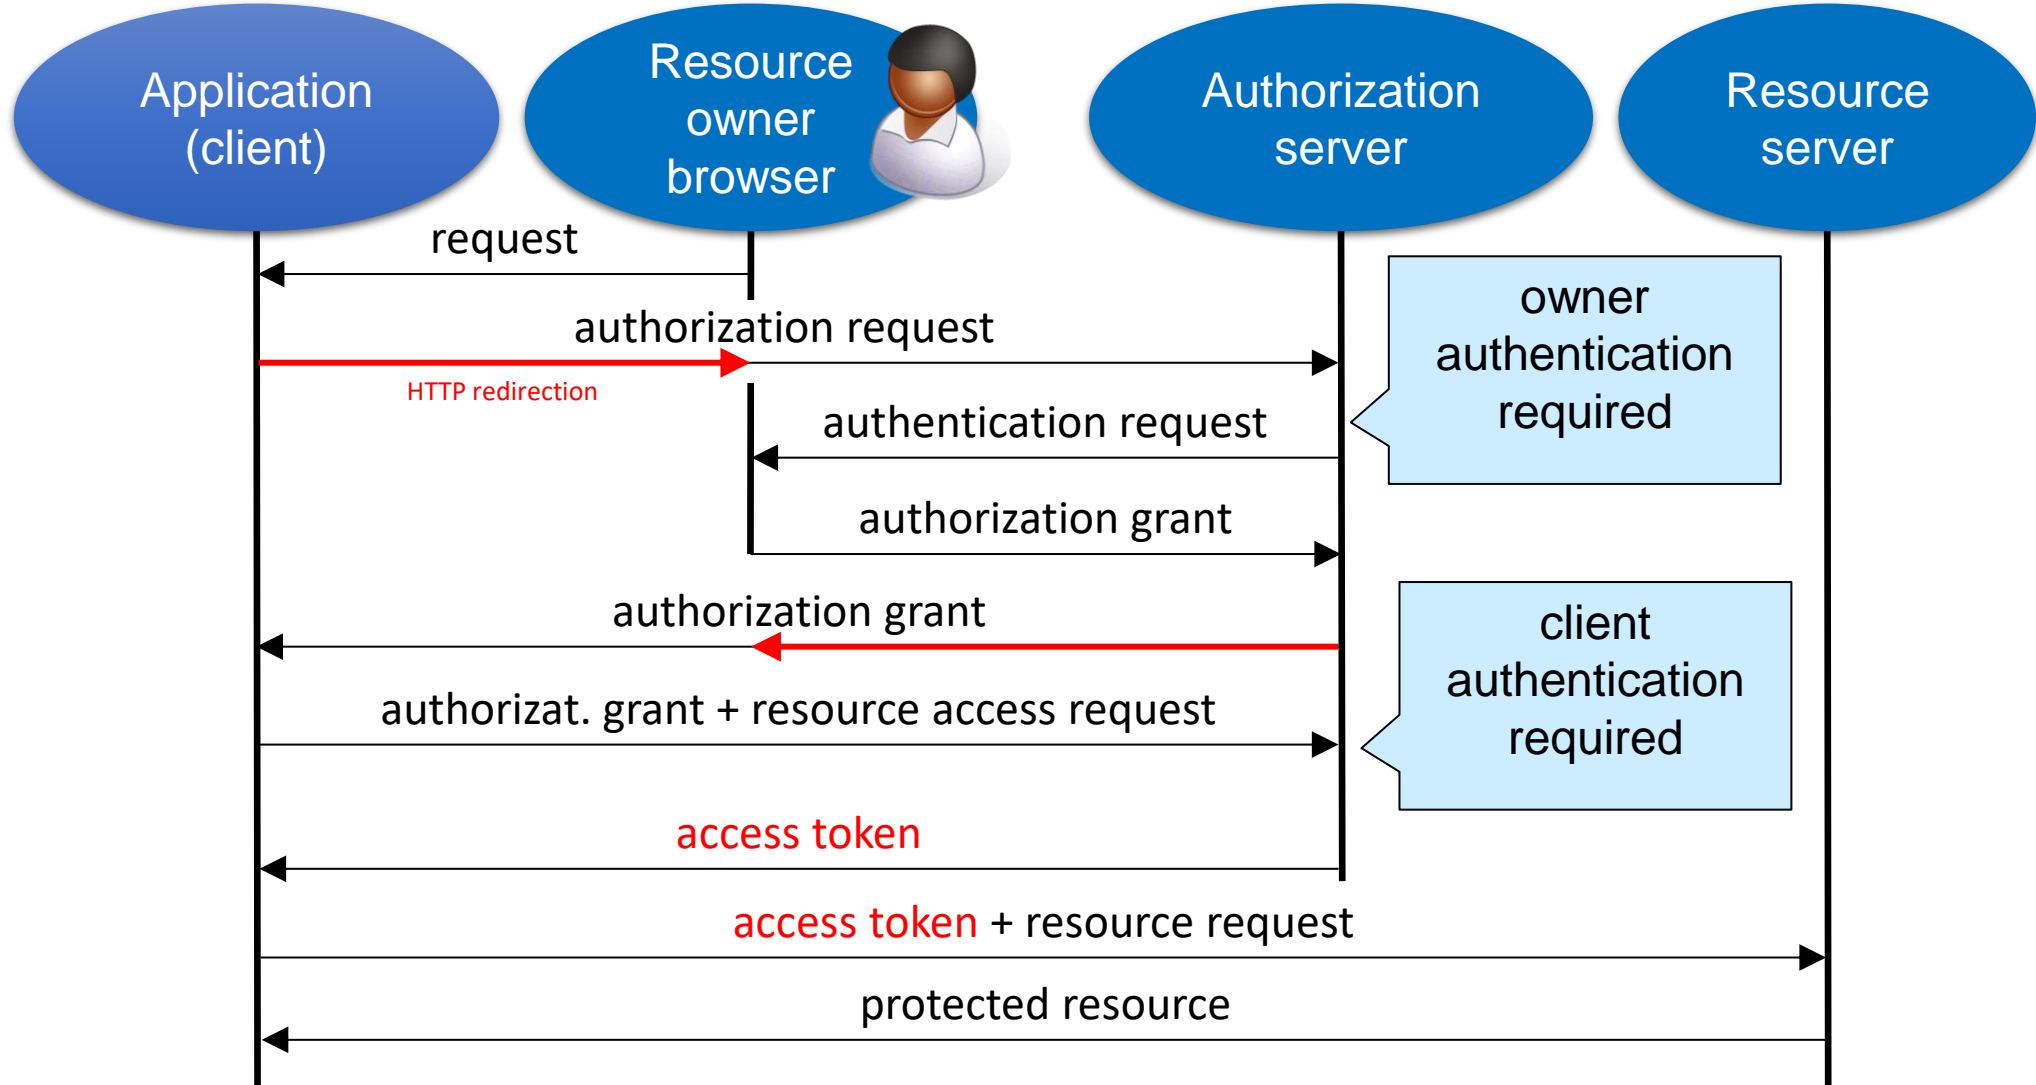 Application
(client)
Resource
owner
browser
Authorization
server
Resource
server
request
authorization request
HTTP redirection
owner
authentication
required
authentication request
authorization grant
authorization grant
client
authentication
required
authorizat. grant + resource access request
access token
access token + resource request
protected resource